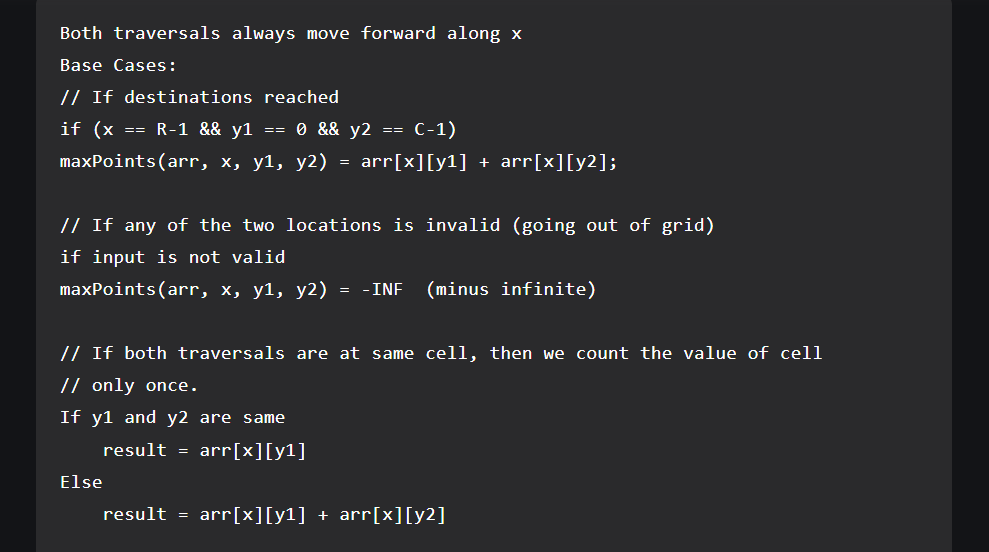 Both traversals always move forward along x
Base Cases:
// If destinations reached
if (x == R-1 && y1 == 0 && y2 == C-1)
maxPoints(arr, x, y1, y2) = arr[x][y1] + arr[x][y2];
// If any of the two locations is invalid (going out of grid)
if input is not valid
maxPoints(arr, x, y1, y2) = -INF  (minus infinite)
// If both traversals are at same cell, then we count the value of cell
// only once.
If y1 and y2 are same
    result = arr[x][y1]
Else
    result = arr[x][y1] + arr[x][y2]